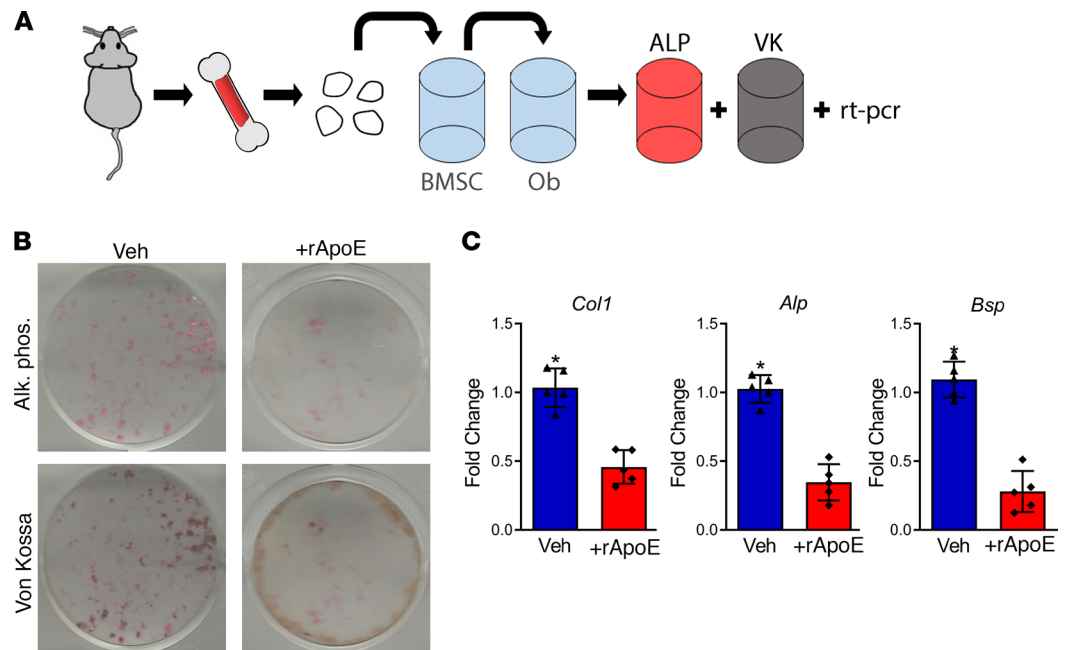 A
ALP
VK
+
+ rt-pcr
BMSC
Ob
B
Veh
+rApoE
Alk. phos.
Von Kossa
C
Col1
Fold Change
1.5
1.0
0.5
0.0
*
Veh
+rApoE
Alp
Fold Change
1.5
1.0
0.5
0.0
*
Veh
+rApoE
Bsp
Fold Change
1.5
1.0
0.5
0.0
*
Veh
+rApoE